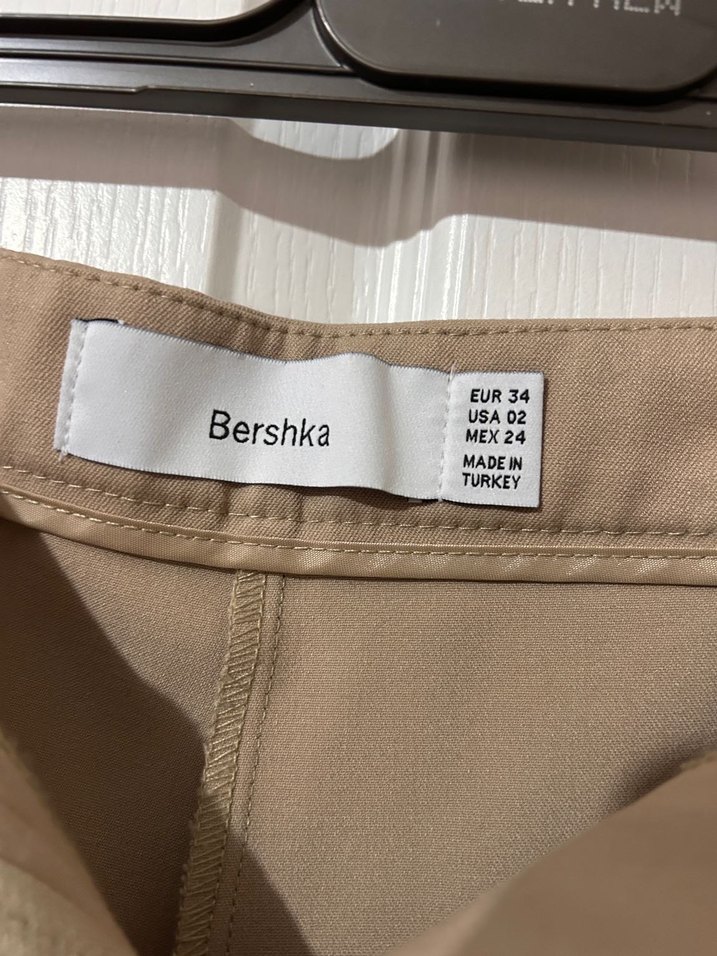 Bershka
EUR 34
USA 02
MEX 24
MADE IN
TURKEY